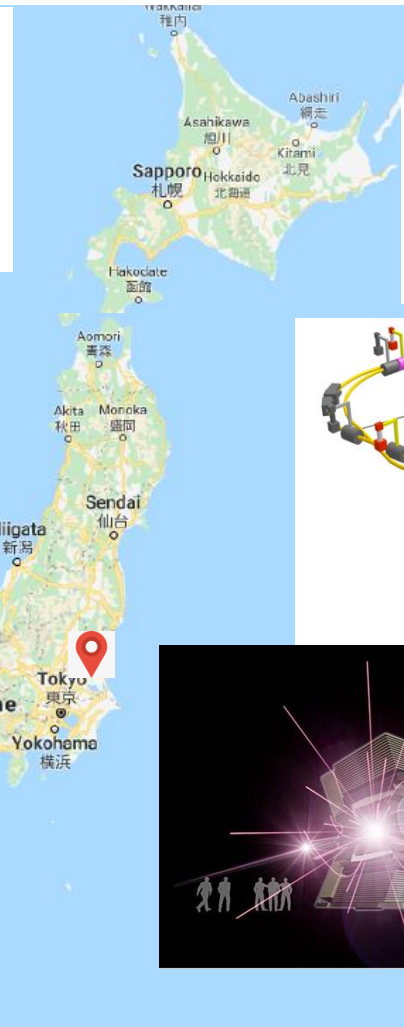 Wakkanai
稚内
Abashiri
網走
Asahikawa
旭川
Kitami
北見
Sapporo
札幌
Hokkaido
北海道
Hakodate
函館
Aomori
青森
Akita
秋田
Morioka
盛岡
Sendai
仙台
iigata
新潟
Tokyo
東京
Yokohama
横浜